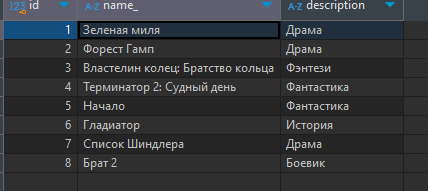 123 id A-Z name_ A-Z description
1 Зеленая миля Драма
2 Форест Гамп Драма
3 Властелин колец: Братство кольца Фэнтези
4 Терминатор 2: Судный день Фантастика
5 Начало Фантастика
6 Гладиатор История
7 Список Шиндлера Драма
8 Брат 2 Боевик